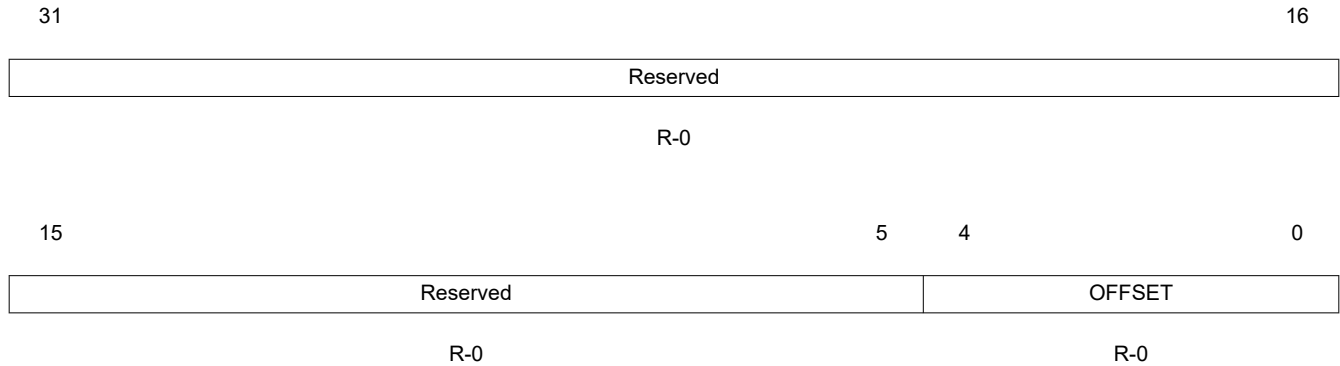 31 16
Reserved
R-0
15 5 4 0
Reserved OFFSET
R-0 R-0